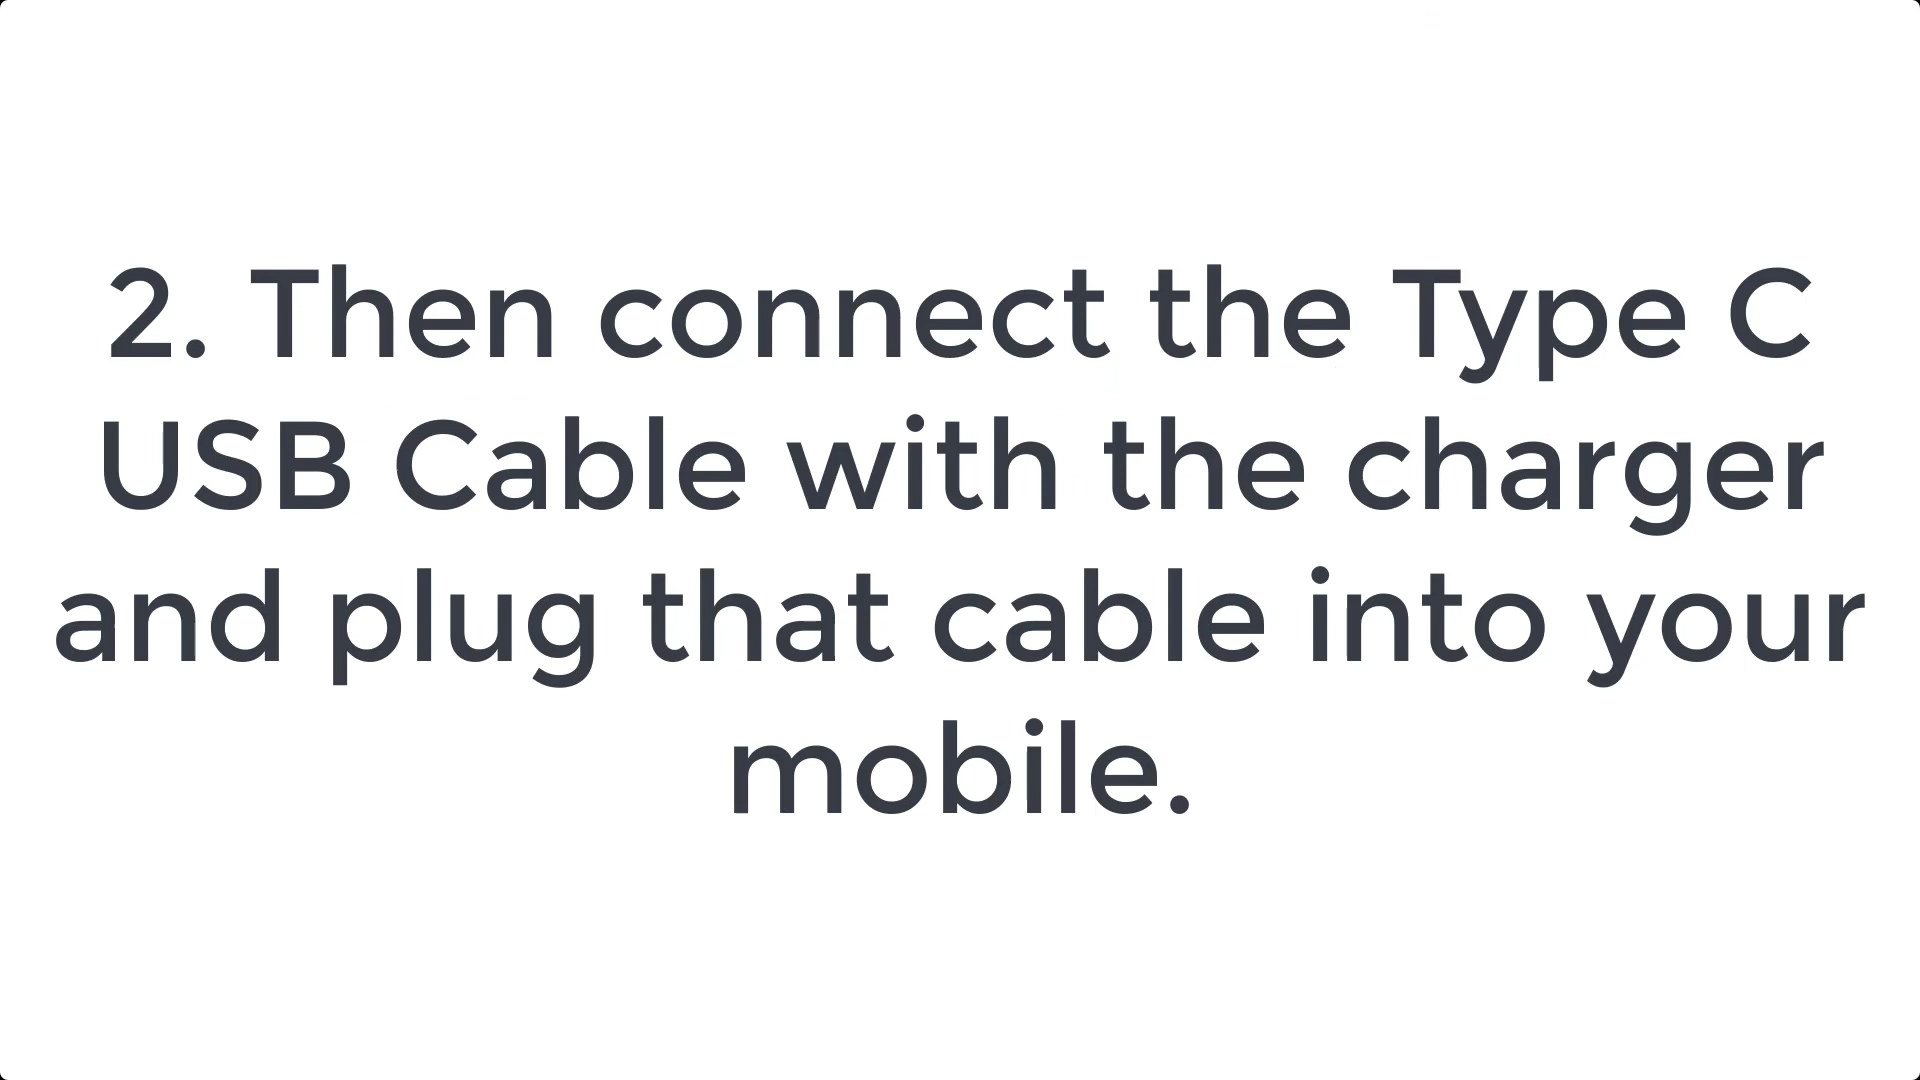 2. Then connect the Type C
USB Cable with the charger
and plug that cable into your
mobile.